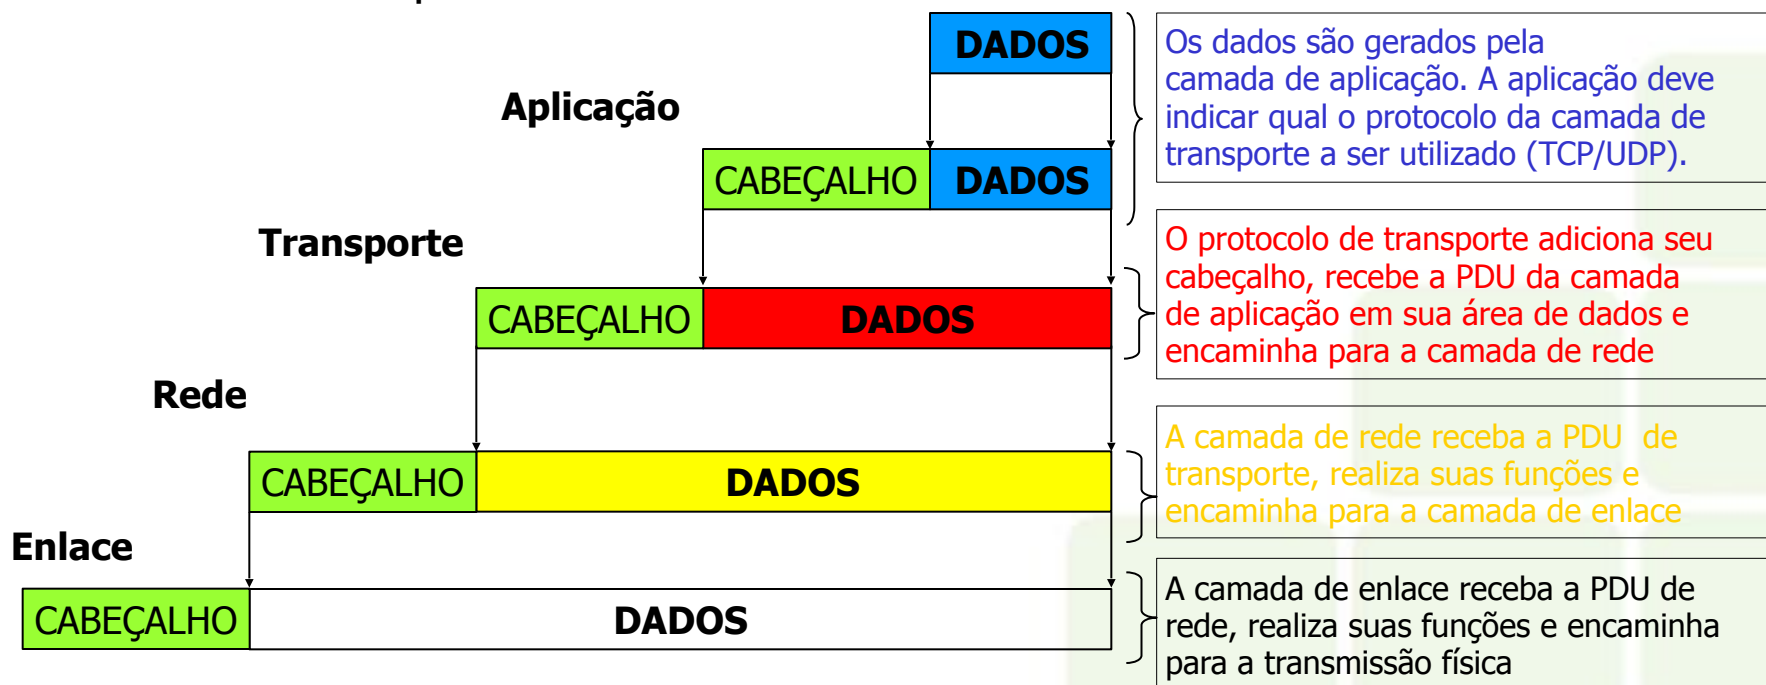 DADOS
Aplicação
CABEÇALHO DADOS
Os dados são gerados pela
camada de aplicação. A aplicação deve
indicar qual o protocolo da camada de
transporte a ser utilizado (TCP/UDP).
Transporte
CABEÇALHO DADOS
O protocolo de transporte adiciona seu
cabeçalho, recebe a PDU da camada
de aplicação em sua área de dados e
encaminha para a camada de rede
Rede
CABEÇALHO DADOS
A camada de rede receba a PDU de
transporte, realiza suas funções e
encaminha para a camada de enlace
Enlace
CABEÇALHO DADOS
A camada de enlace receba a PDU de
rede, realiza suas funções e encaminha
para a transmissão física